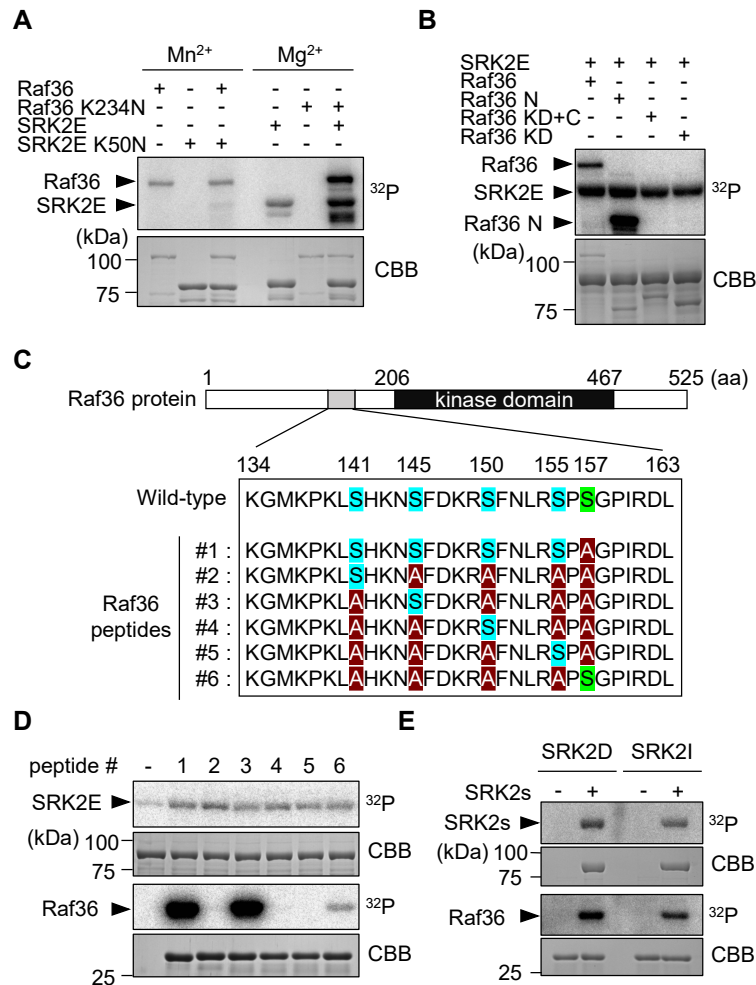 A
Mn2+ Mg2+
Raf36 + - + - - -
Raf36 K234N - - - - + +
SRK2E - - - + - +
SRK2E K50N - + + - - -
Raf36
SRK2E
32P
(kDa)
100
75
CBB
B
SRK2E + + + +
Raf36 + - - -
Raf36 N - + - -
Raf36 KD+C - - + -
Raf36 KD - - - +
Raf36
SRK2E
32P
Raf36 N
(kDa)
100
75
CBB
C
1 206 467 525 (aa)
Raf36 protein kinase domain
134 141 145 150 155 157 163
Wild-type KGMKPKLSHKNSFDKRSFNLRSPSGPIRDL
Raf36 peptides
#1 : KGMKPKLSHKNSFDKRSFNLRSPAGPIRDL
#2 : KGMKPKLSHKNAFDKRAFNLRAPAGPIRDL
#3 : KGMKPKLAHKNSFDKRAFNLRAPAGPIRDL
#4 : KGMKPKLAHKNAFDKRSFNLRAPAGPIRDL
#5 : KGMKPKLAHKNAFDKRAFNLRSPAGPIRDL
#6 : KGMKPKLAHKNAFDKRAFNLRAPSGPIRDL
D
peptide # - 1 2 3 4 5 6
SRK2E 32P
(kDa)
100
75
CBB
Raf36 32P
CBB
25
E
SRK2D SRK2I
SRK2s - + - +
SRK2s 32P
(kDa) 100
75
CBB
Raf36 32P
CBB
25